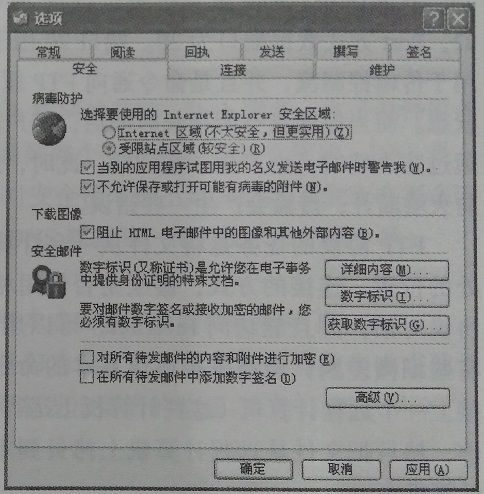 选项
常规 阅读 回执 发送 撰写 签名
安全 连接 维护
病毒防护
选择要使用的 Internet Explorer 安全区域:
Internet 区域(不太安全，但更实用)(Z)
受限站点区域(较安全)(R)
当别的应用程序试图用我的名义发送电子邮件时警告我(W)。
不允许保存或打开可能有病毒的附件(N)。
下载图像
阻止 HTML 电子邮件中的图像和其他外部内容(B)。
安全邮件
数字标识(又称证书)是允许您在电子事务
中提供身份证明的特殊文档。
详细内容(M)...
数字标识(I)...
要对邮件数字签名或接收加密的邮件，您
必须有数字标识。
获取数字标识(G)...
对所有待发邮件的内容和附件进行加密(E)
在所有待发邮件中添加数字签名(D)
高级(V)...
确定 取消 应用(A)